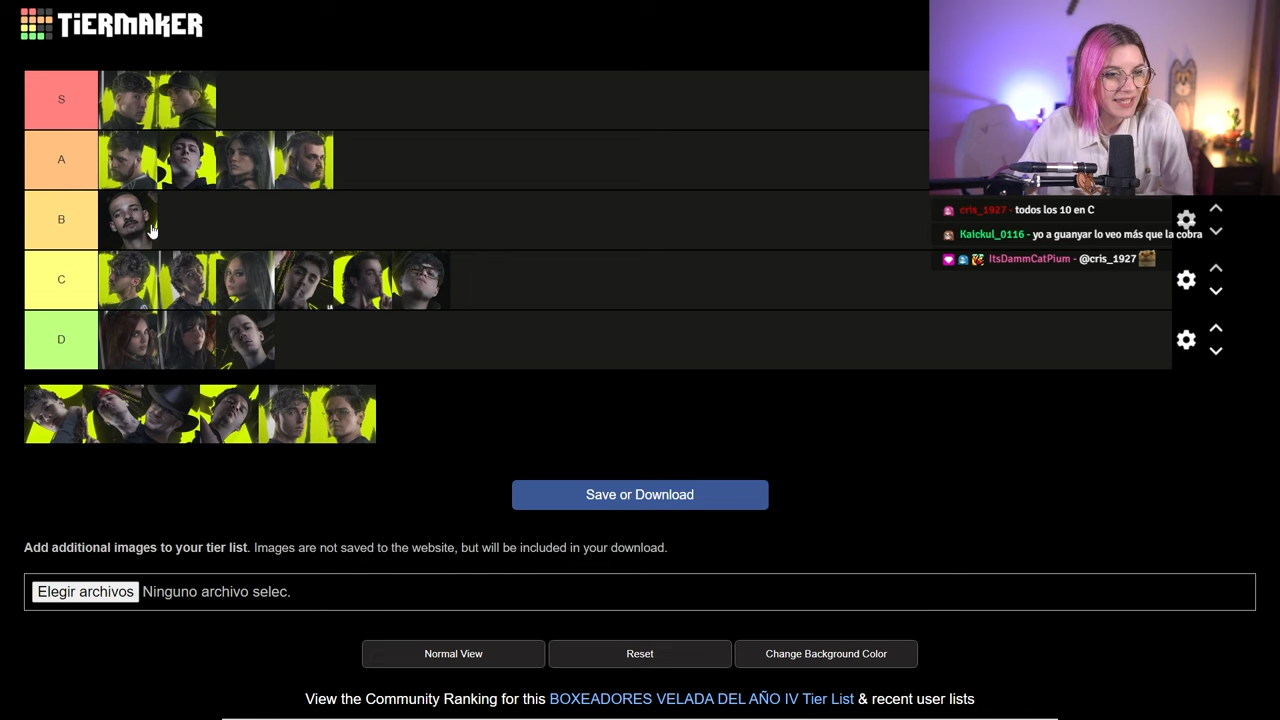 TiERMAKER
S
A
B
C
D
cris_1927 - todos los 10 en C
Kaickul_0116 - yo a guanyar lo veo más que la cobra
ItsDammCatPium - @cris_1927
Save or Download
Add additional images to your tier list. Images are not saved to the website, but will be included in your download.
Elegir archivos Ninguno archivo selec.
Normal View
Reset
Change Background Color
View the Community Ranking for this BOXEADORES VELADA DEL AÑO IV Tier List & recent user lists